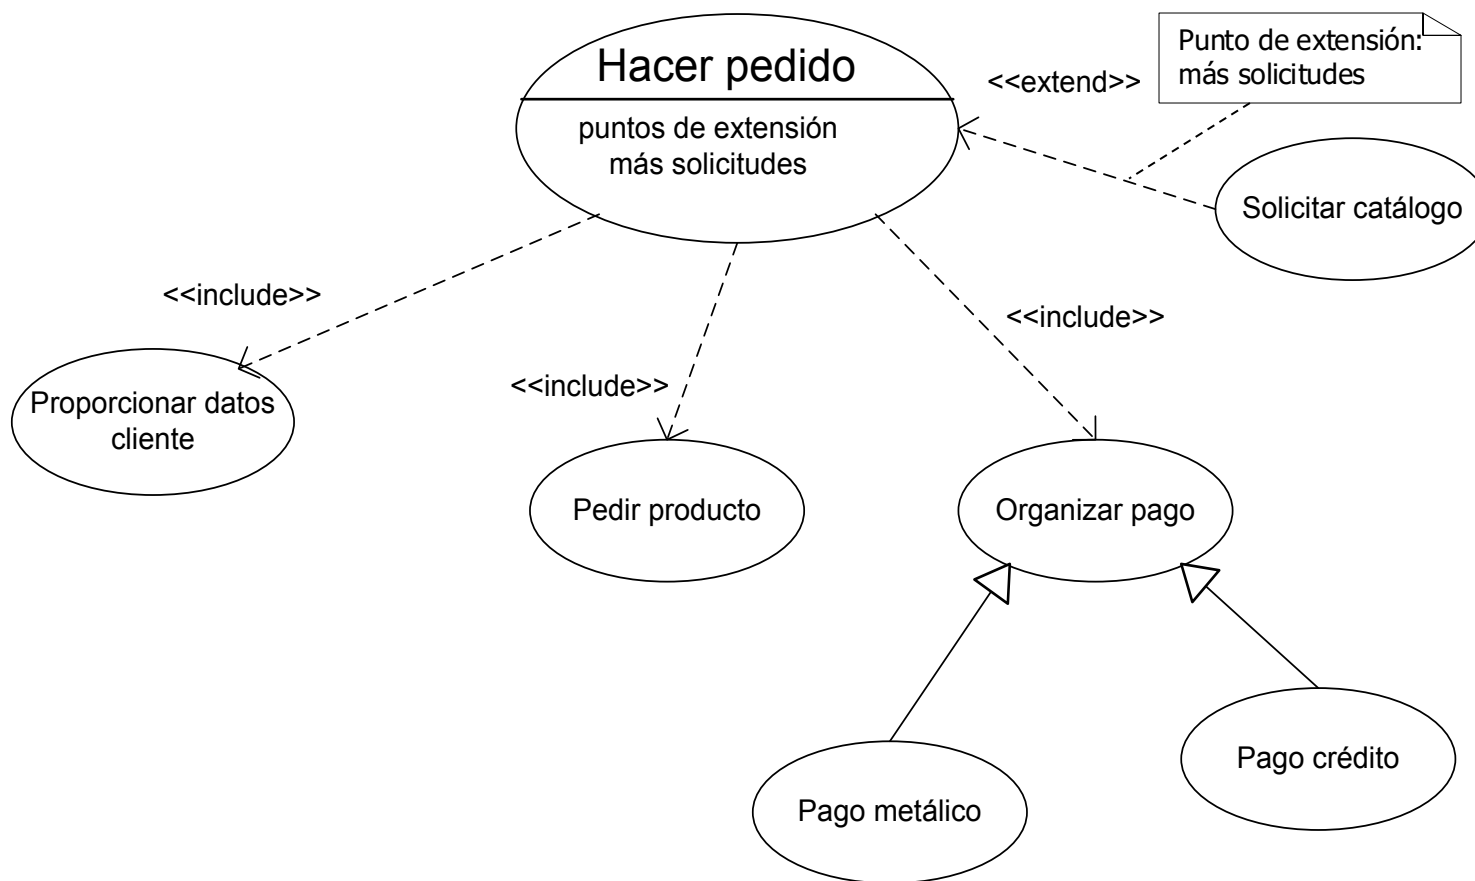 Hacer pedido
puntos de extensión
más solicitudes
<<extend>>
Punto de extensión:
más solicitudes
Solicitar catálogo
<<include>>
<<include>>
<<include>>
Proporcionar datos
cliente
Pedir producto
Organizar pago
Pago metálico
Pago crédito